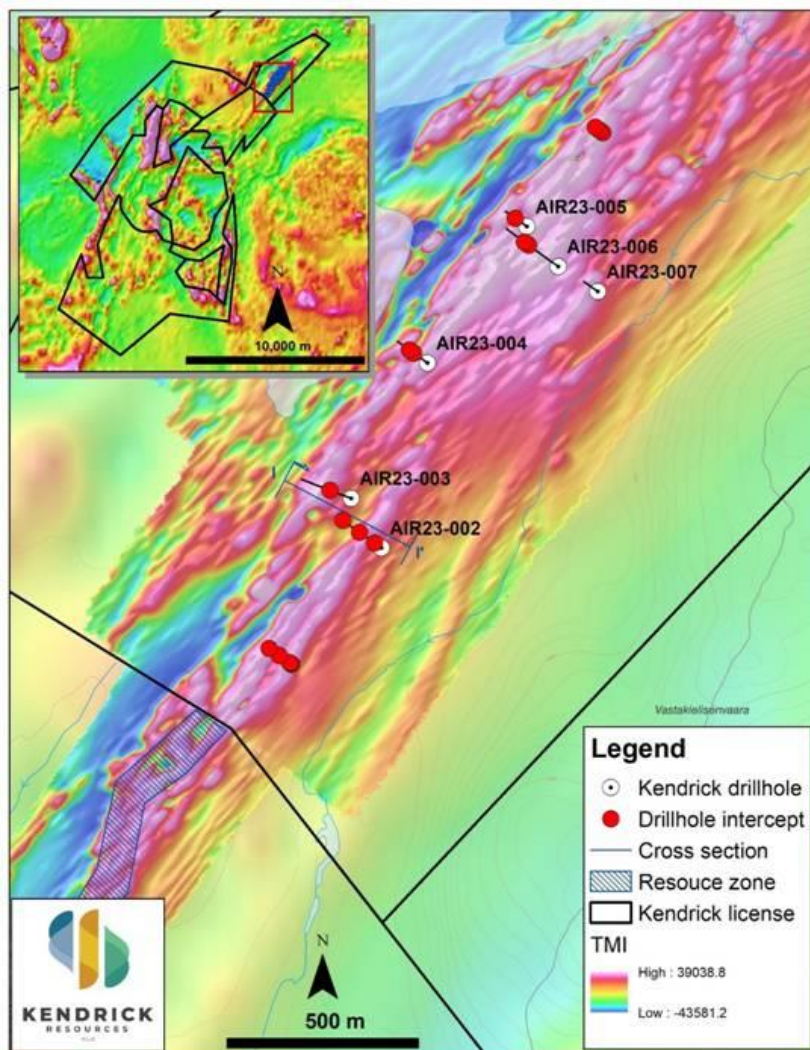 N
10,000 m
AIR23-005
AIR23-006
AIR23-007
AIR23-004
AIR23-003
I
AIR23-002
I'
Vastakielisenvaara
Legend
Kendrick drillhole
Drillhole intercept
Cross section
Resouce zone
Kendrick license
TMI
High : 39038.8
Low : -43581.2
KENDRICK
RESOURCES
PLC
N
500 m